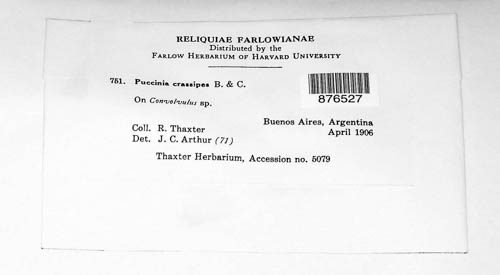 RELIQUIAE FARLOWIANAE
Distributed by the
FARLOW HERBARIUM OF HARVARD UNIVERSITY
751. Puccinia crassipes B. & C.
876527
On Convolvulus sp.
Buenos Aires, Argentina
Coll. R. Thaxter April 1906
Det. J. C. Arthur (71)
Thaxter Herbarium, Accession no. 5079